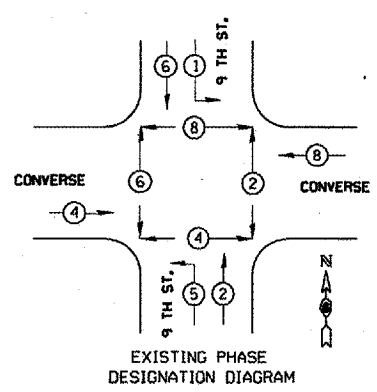 6
1
9 TH ST.
8
CONVERSE
6
2
8
CONVERSE
4
4
9 TH ST.
5
2
N
EXISTING PHASE
DESIGNATION DIAGRAM